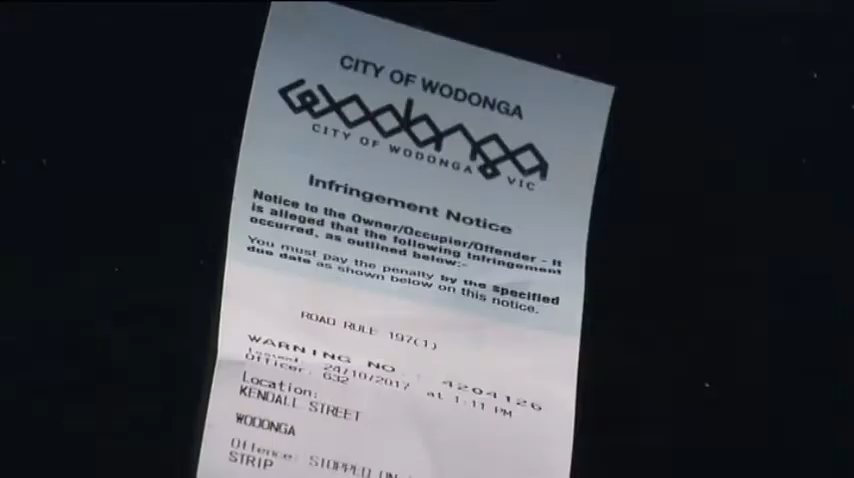 CITY OF WODONGA
wodonga
CITY OF WODONGA VIC
Infringement Notice
Notice to the Owner/Occupier/Offender - It
is alleged that the following Infringement
occurred, as outlined below:-
You must pay the penalty by the specified
due date as shown below on this notice.
ROAD RULE 197(1)
WARNING NO. : 4204126
Issued: 24/10/2017 at 1:11 PM
Officer: 632
Location:
KENDALL STREET
WODONGA
Offence: STOPPED ON
STRIP